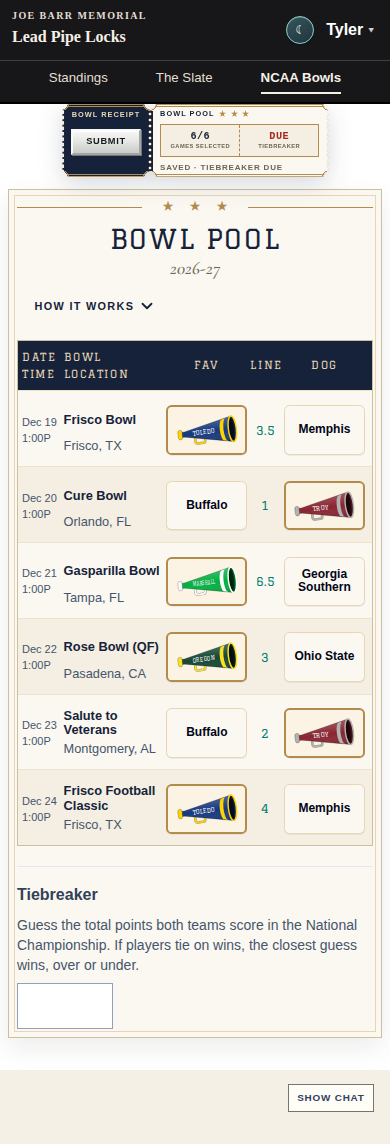 JOE BARR MEMORIAL
Lead Pipe Locks
Tyler
Standings
The Slate
NCAA Bowls
BOWL RECEIPT
SUBMIT
BOWL POOL ★ ★ ★
6/6
GAMES SELECTED
DUE
TIEBREAKER
SAVED · TIEBREAKER DUE
★ ★ ★
BOWL POOL
2026-27
HOW IT WORKS
DATE TIME
BOWL LOCATION
FAV
LINE
DOG
Dec 19 1:00P
Frisco Bowl
Frisco, TX
TOLEDO
3.5
Memphis
Dec 20 1:00P
Cure Bowl
Orlando, FL
Buffalo
1
TROY
Dec 21 1:00P
Gasparilla Bowl
Tampa, FL
MARSHALL
6.5
Georgia Southern
Dec 22 1:00P
Rose Bowl (QF)
Pasadena, CA
OREGON
3
Ohio State
Dec 23 1:00P
Salute to Veterans
Montgomery, AL
Buffalo
2
TROY
Dec 24 1:00P
Frisco Football Classic
Frisco, TX
TOLEDO
4
Memphis
Tiebreaker
Guess the total points both teams score in the National
Championship. If players tie on wins, the closest guess
wins, over or under.
SHOW CHAT